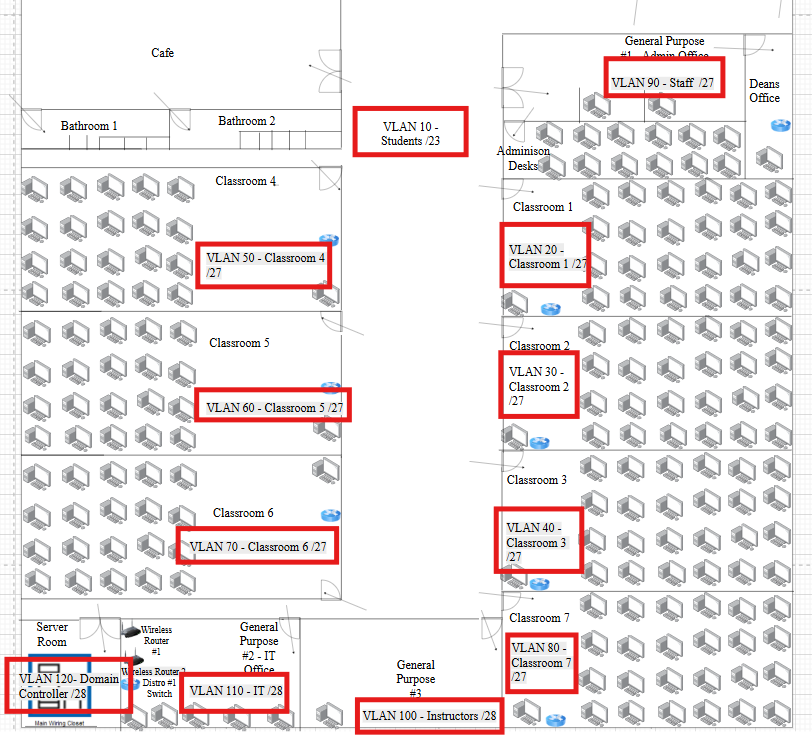 Cafe
General Purpose
#1 - Admin Office
VLAN 90 - Staff /27
Deans
Office
Bathroom 1
Bathroom 2
VLAN 10 -
Students /23
Adminison
Desks
Classroom 4
Classroom 1
VLAN 50 - Classroom 4
/27
VLAN 20 -
Classroom 1 /27
Classroom 5
Classroom 2
VLAN 30 -
Classroom 2
/27
VLAN 60 - Classroom 5 /27
Classroom 3
Classroom 6
VLAN 40 -
Classroom 3
/27
VLAN 70 - Classroom 6 /27
Classroom 7
Server
Room
Wireless
Router
#1
General
Purpose
#2 - IT
Office
VLAN 80 -
Classroom 7
/27
General
Purpose
#3
Wireless Router
Distro #1
Switch
VLAN 120- Domain
Controller /28
VLAN 110 - IT /28
VLAN 100 - Instructors /28
Main Wiring Closet